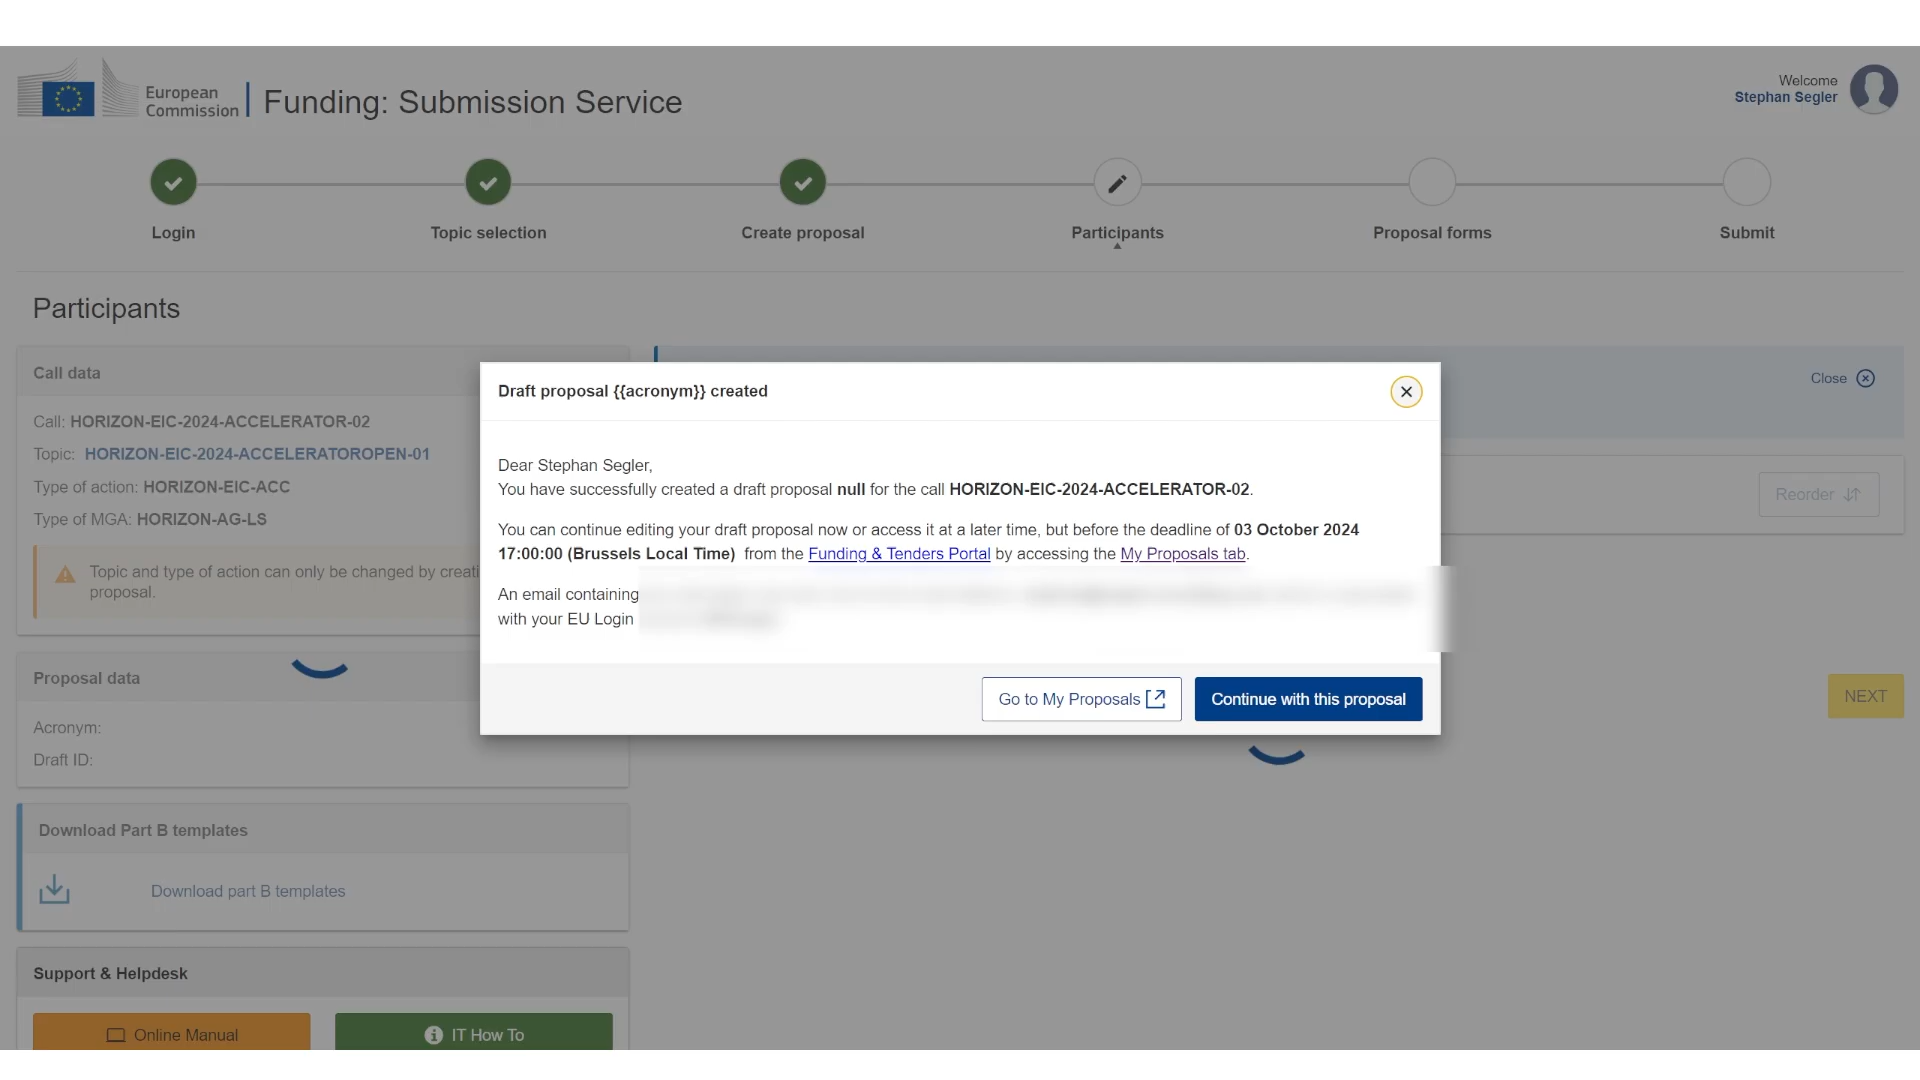 European
Commission
Funding: Submission Service
Welcome
Stephan Segler
Login
Topic selection
Create proposal
Participants
Proposal forms
Submit
Participants
Call data
Call: HORIZON-EIC-2024-ACCELERATOR-02
Topic: HORIZON-EIC-2024-ACCELERATOROPEN-01
Type of action: HORIZON-EIC-ACC
Type of MGA: HORIZON-AG-LS
Topic and type of action can only be changed by creati
proposal.
Close
Reorder
Draft proposal {{acronym}} created
Dear Stephan Segler,
You have successfully created a draft proposal null for the call HORIZON-EIC-2024-ACCELERATOR-02.
You can continue editing your draft proposal now or access it at a later time, but before the deadline of 03 October 2024
17:00:00 (Brussels Local Time) from the Funding & Tenders Portal by accessing the My Proposals tab.
An email containing
with your EU Login
Go to My Proposals
Continue with this proposal
NEXT
Proposal data
Acronym:
Draft ID:
Download Part B templates
Download part B templates
Support & Helpdesk
Online Manual
IT How To